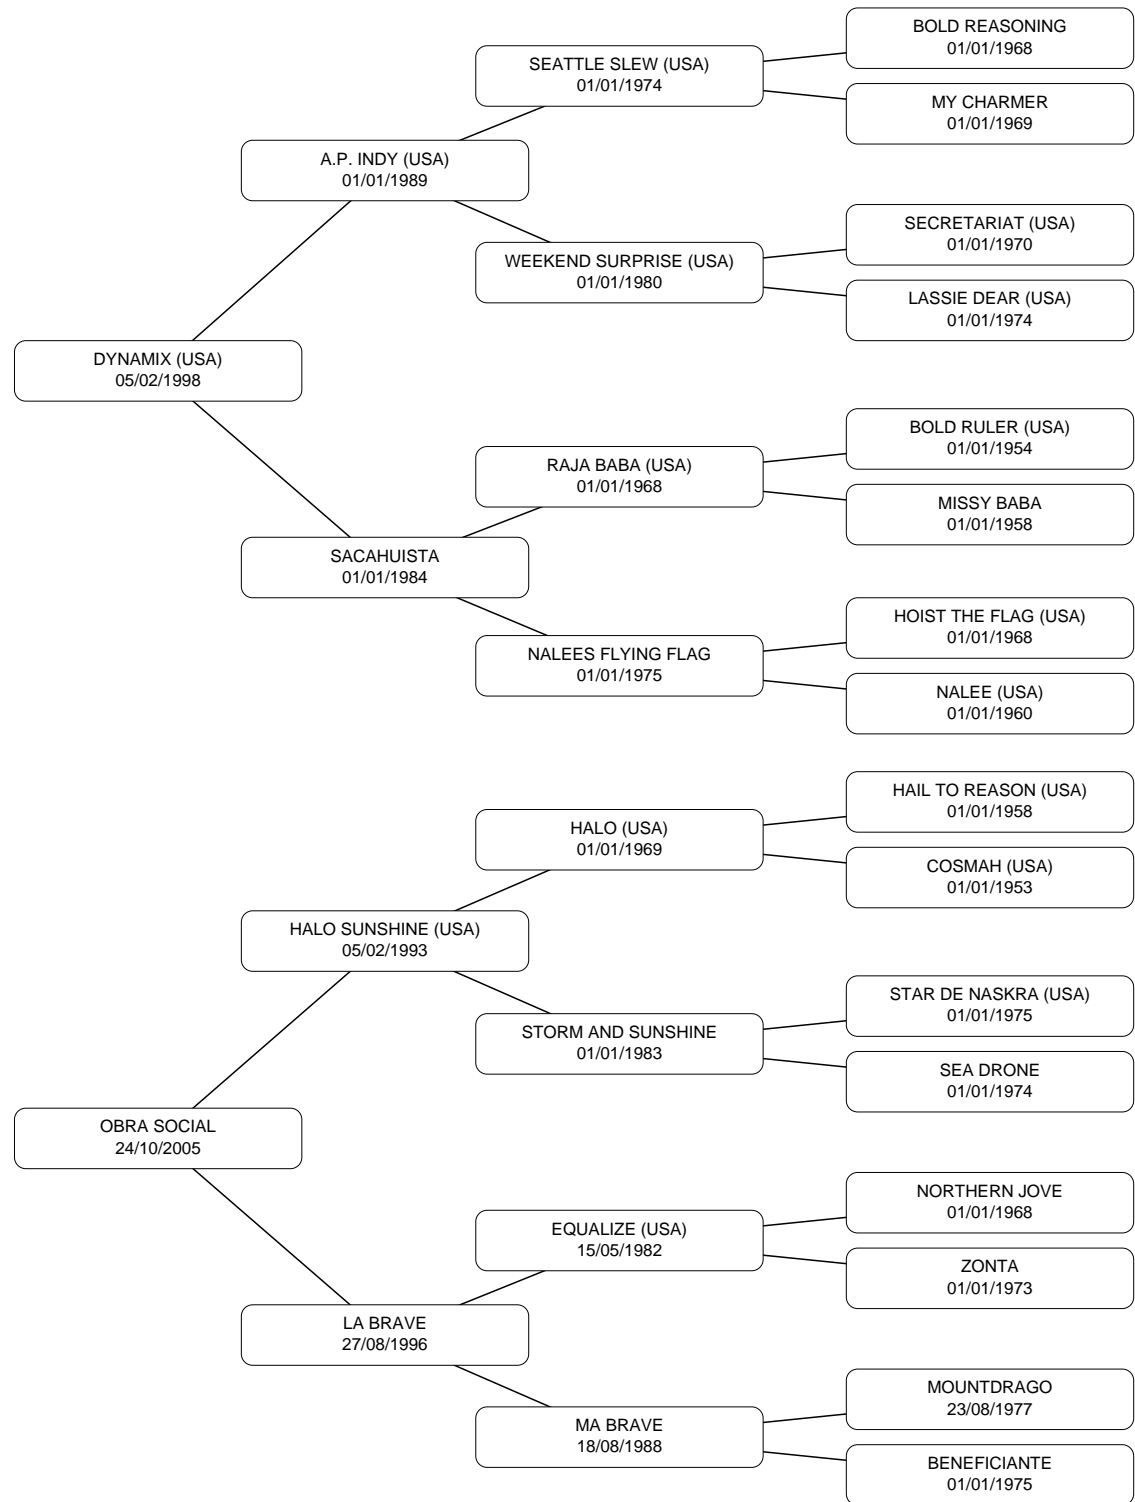 BOLD REASONING
01/01/1968
SEATTLE SLEW (USA)
01/01/1974
MY CHARMER
01/01/1969
A.P. INDY (USA)
01/01/1989
SECRETARIAT (USA)
01/01/1970
WEEKEND SURPRISE (USA)
01/01/1980
LASSIE DEAR (USA)
01/01/1974
DYNAMIX (USA)
05/02/1998
BOLD RULER (USA)
01/01/1954
RAJA BABA (USA)
01/01/1968
MISSY BABA
01/01/1958
SACAHUISTA
01/01/1984
HOIST THE FLAG (USA)
01/01/1968
NALEES FLYING FLAG
01/01/1975
NALEE (USA)
01/01/1960
HAIL TO REASON (USA)
01/01/1958
HALO (USA)
01/01/1969
COSMAH (USA)
01/01/1953
HALO SUNSHINE (USA)
05/02/1993
STAR DE NASKRA (USA)
01/01/1975
STORM AND SUNSHINE
01/01/1983
SEA DRONE
01/01/1974
OBRA SOCIAL
24/10/2005
NORTHERN JOVE
01/01/1968
EQUALIZE (USA)
15/05/1982
ZONTA
01/01/1973
LA BRAVE
27/08/1996
MOUNTDRAGO
23/08/1977
MA BRAVE
18/08/1988
BENEFICIANTE
01/01/1975